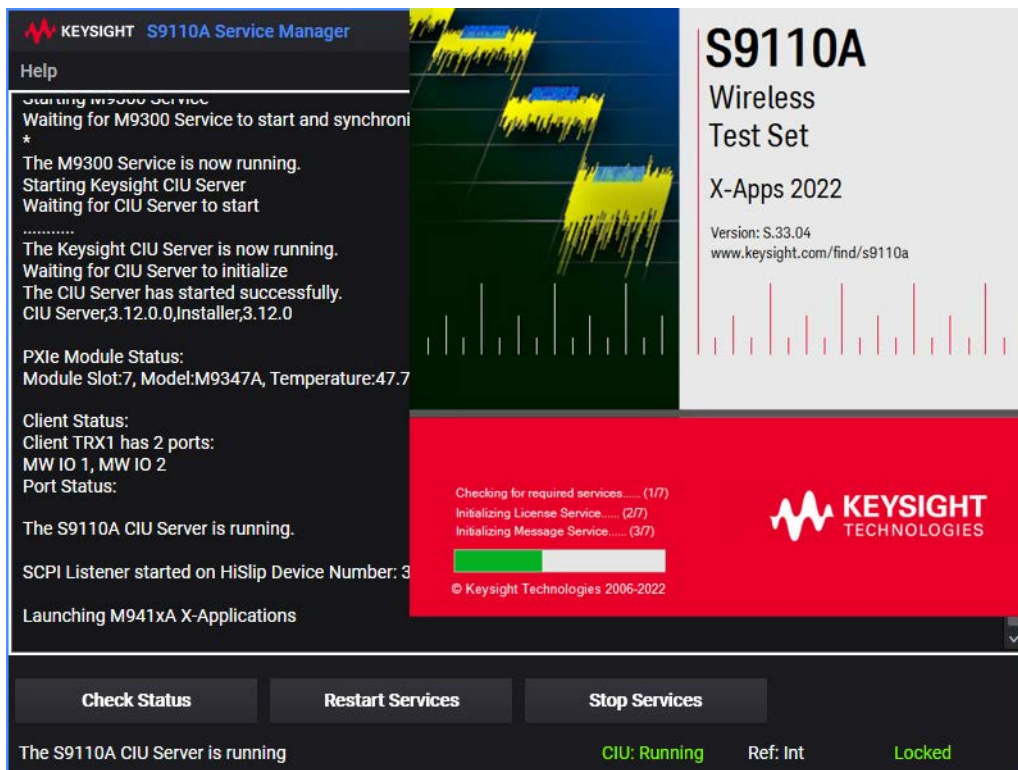 KEYSIGHT S9110A Service Manager
Help
Starting M9300 Service
Waiting for M9300 Service to start and synchroni
*
The M9300 Service is now running.
Starting Keysight CIU Server
Waiting for CIU Server to start
...........
The Keysight CIU Server is now running.
Waiting for CIU Server to initialize
The CIU Server has started successfully.
CIU Server,3.12.0.0,Installer,3.12.0
PXIe Module Status:
Module Slot:7, Model:M9347A, Temperature:47.7
Client Status:
Client TRX1 has 2 ports:
MW IO 1, MW IO 2
Port Status:
The S9110A CIU Server is running.
SCPI Listener started on HiSlip Device Number: 3
Launching M941xA X-Applications
S9110A
Wireless
Test Set
X-Apps 2022
Version: S.33.04
www.keysight.com/find/s9110a
Checking for required services..... (1/7)
Initializing License Service...... (2/7)
Initializing Message Service...... (3/7)
© Keysight Technologies 2006-2022
KEYSIGHT
TECHNOLOGIES
Check Status
Restart Services
Stop Services
The S9110A CIU Server is running
CIU: Running
Ref: Int
Locked